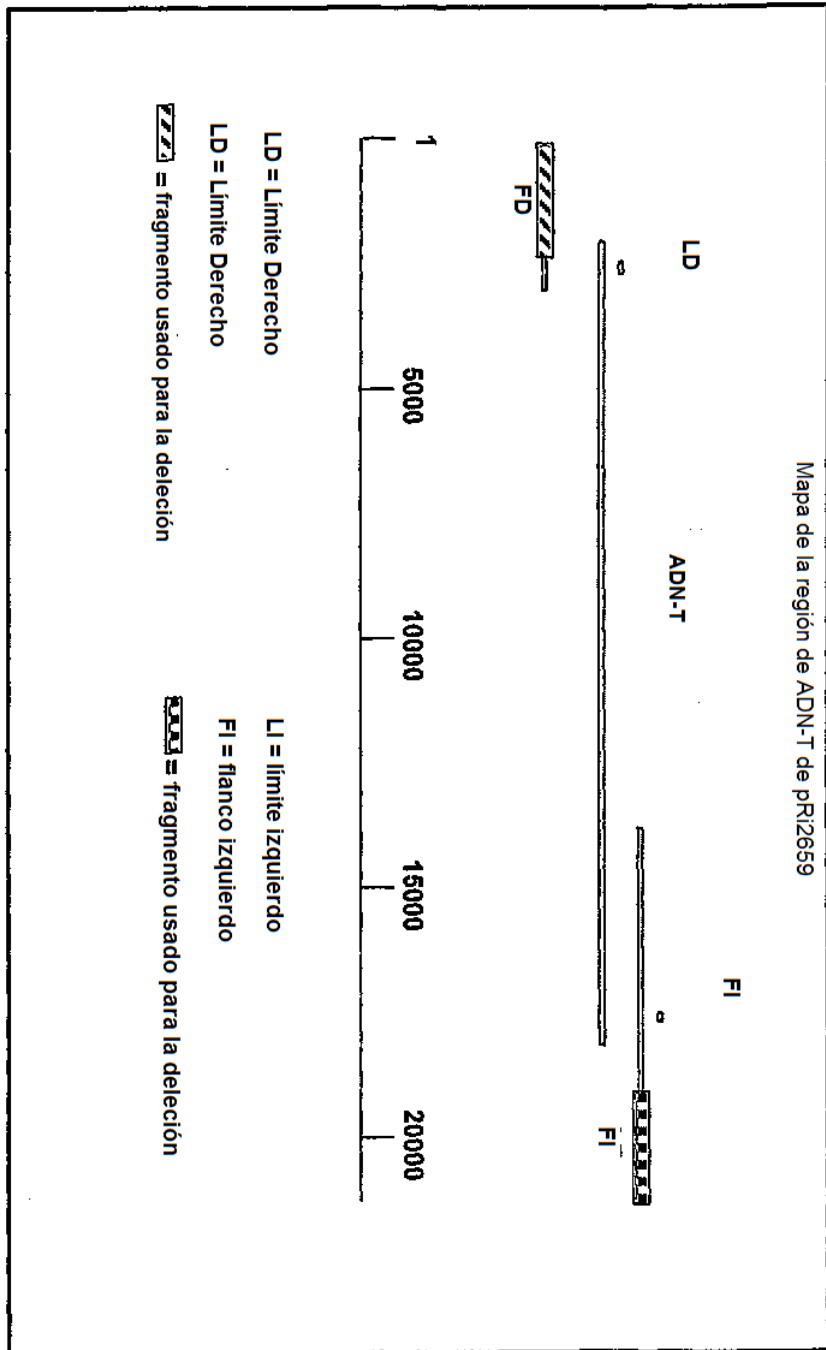 Mapa de la región de ADN-T de pRi2659
FI
LD
ADN-T
FI
FD
1
5000
10000
15000
20000
LD = Límite Derecho
LI = límite izquierdo
LD = Límite Derecho
FI = flanco izquierdo
= fragmento usado para la deleción
= fragmento usado para la deleción